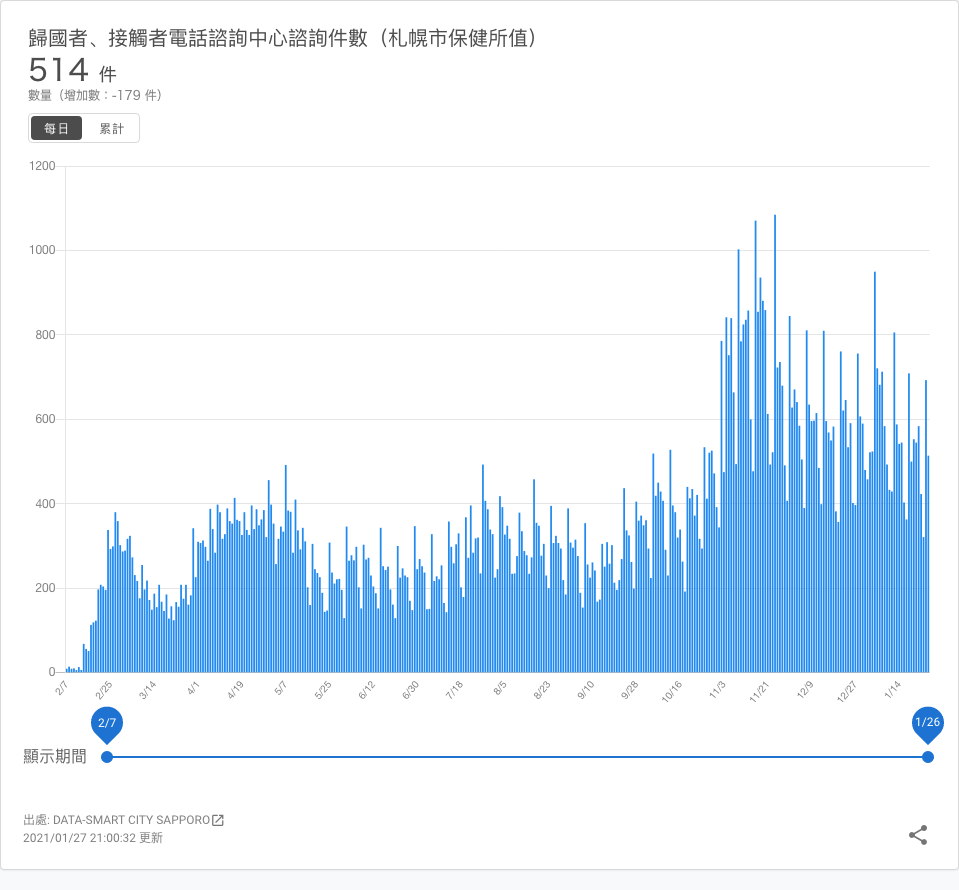 歸國者、接觸者電話諮詢中心諮詢件數（札幌市保健所值）
514 件
數量（增加數：-179 件）
每日 累計
1200
1000
800
600
400
200
0
2/7 2/25 3/14 4/1 4/19 5/7 5/25 6/12 6/30 7/18 8/5 8/23 9/10 9/28 10/16 11/3 11/21 12/9 12/27 1/14
2/7 1/26
顯示期間
出處: DATA-SMART CITY SAPPORO
2021/01/27 21:00:32 更新